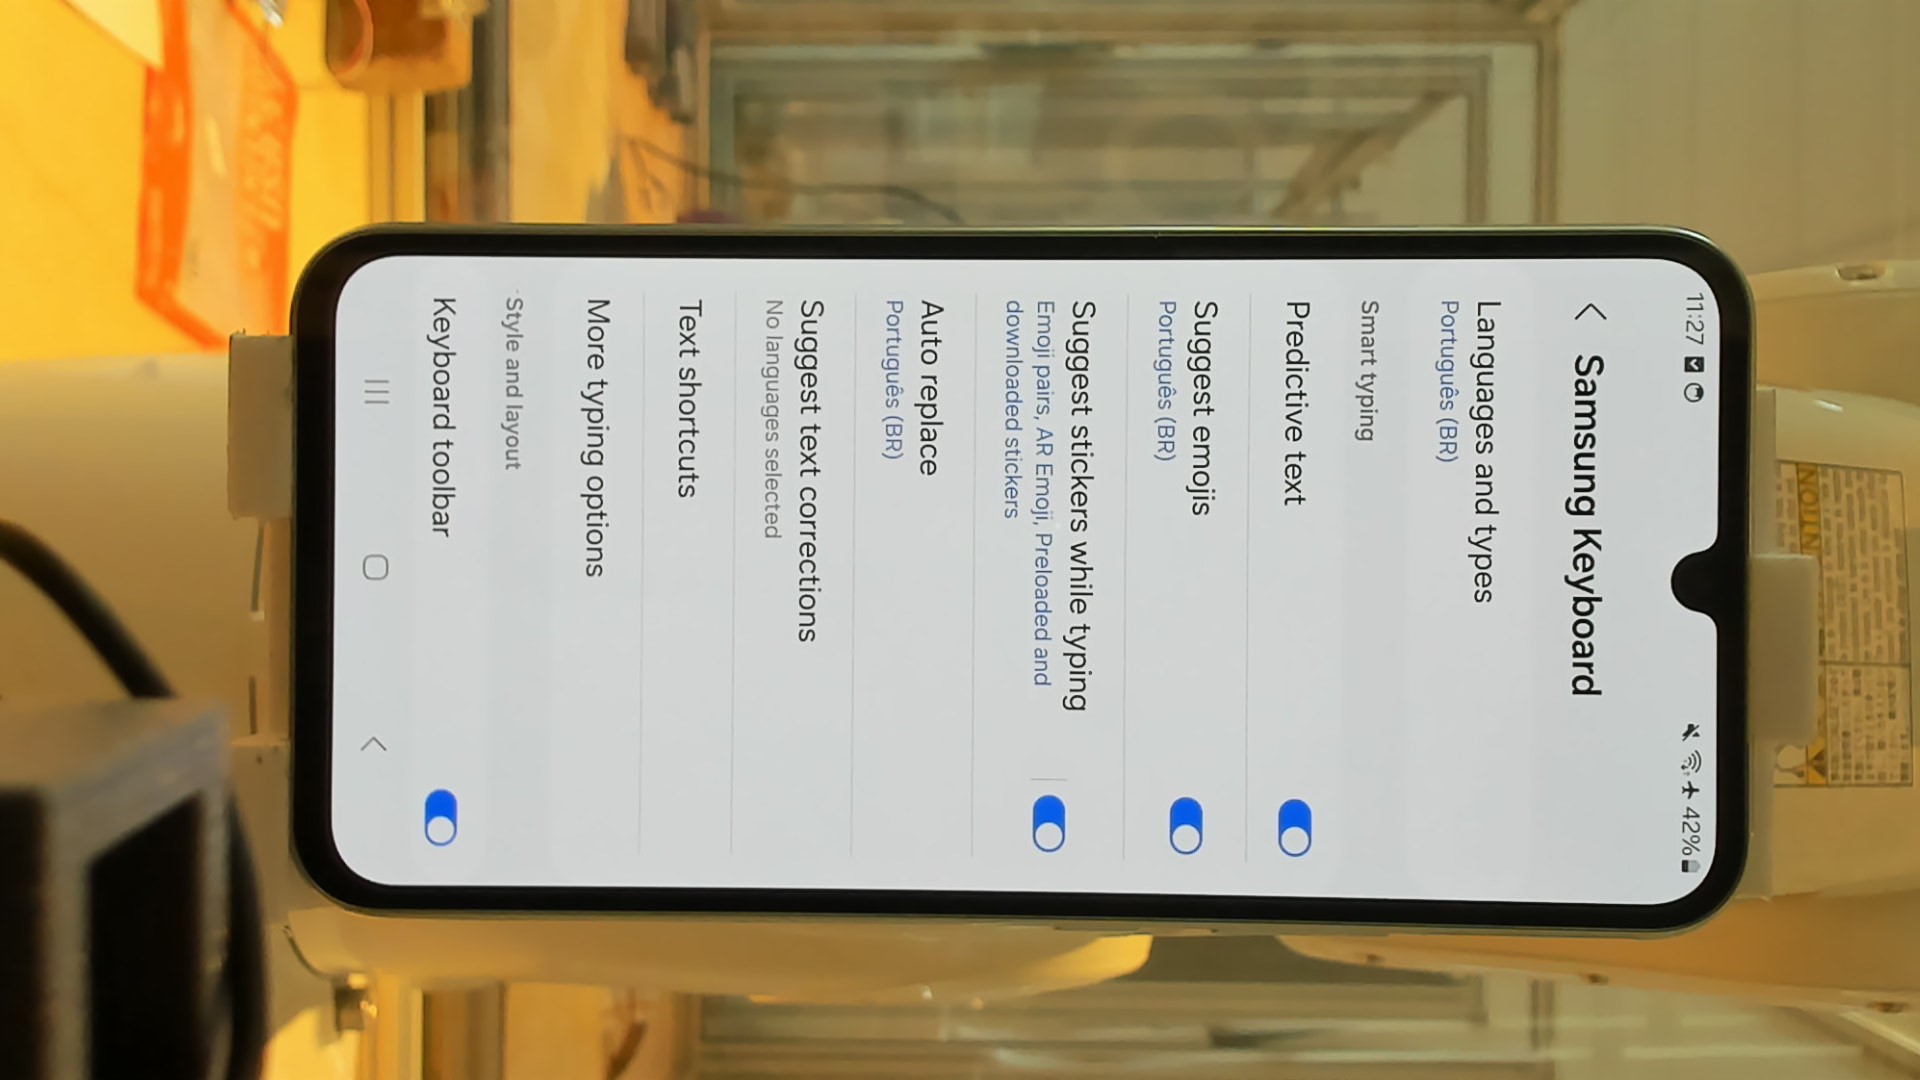 11:27
42%
Samsung Keyboard
Languages and types
Português (BR)
Smart typing
Predictive text
Suggest emojis
Português (BR)
Suggest stickers while typing
Emoji pairs, AR Emoji, Preloaded and
downloaded stickers
Auto replace
Português (BR)
Suggest text corrections
No languages selected
Text shortcuts
More typing options
Style and layout
Keyboard toolbar